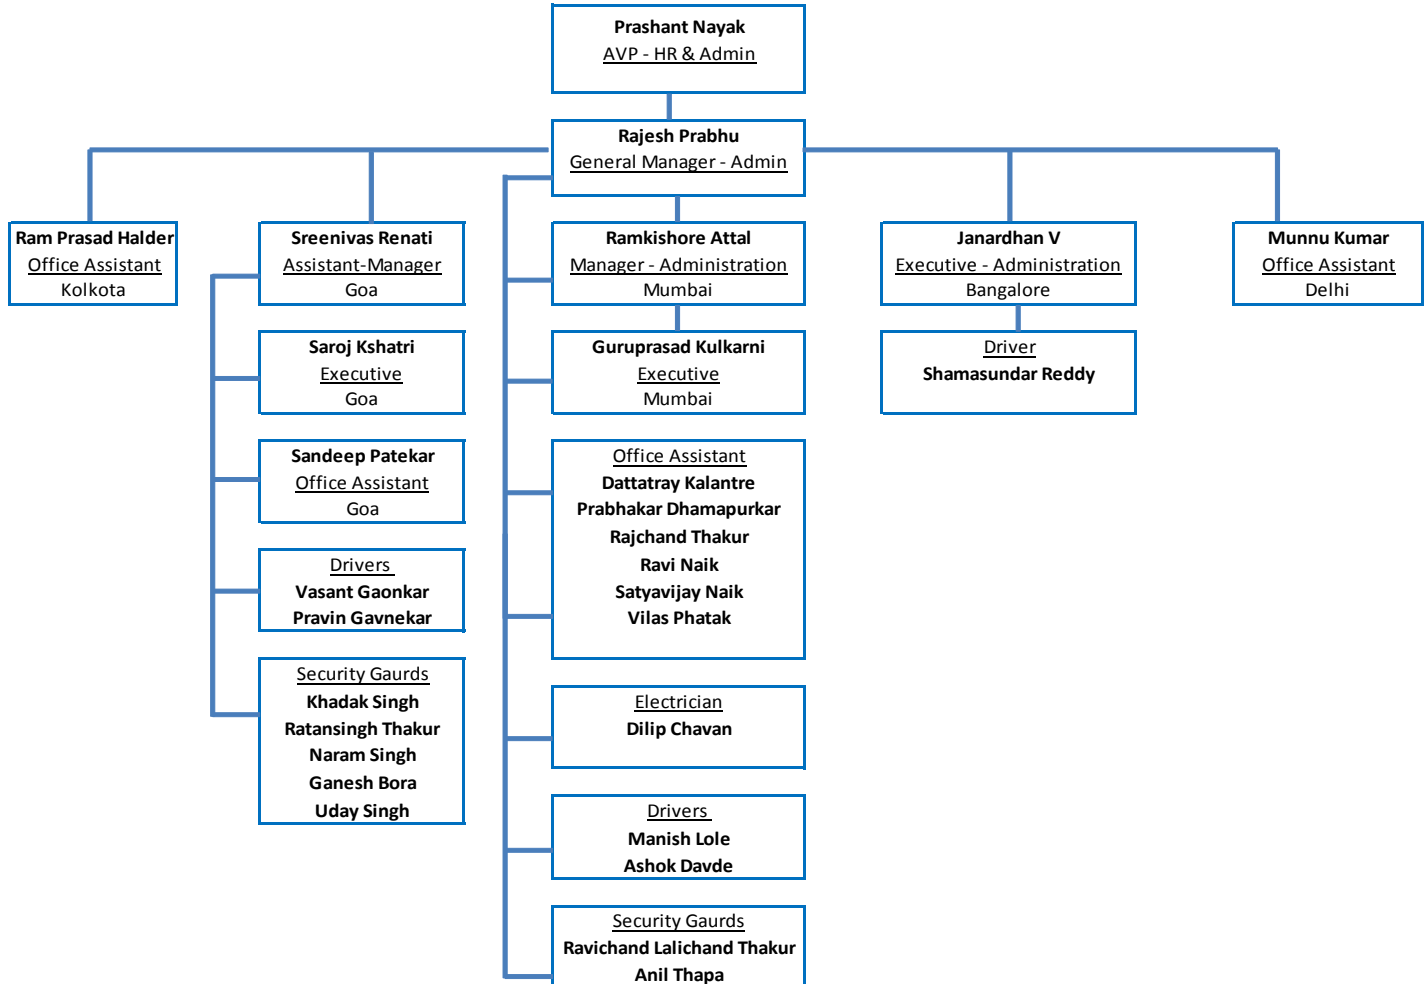 Prashant Nayak
AVP - HR & Admin
Rajesh Prabhu
General Manager - Admin
Ram Prasad Halder
Office Assistant
Kolkota
Sreenivas Renati
Assistant-Manager
Goa
Ramkishore Attal
Manager - Administration
Mumbai
Janardhan V
Executive - Administration
Bangalore
Munnu Kumar
Office Assistant
Delhi
Saroj Kshatri
Executive
Goa
Guruprasad Kulkarni
Executive
Mumbai
Driver
Shamasundar Reddy
Sandeep Patekar
Office Assistant
Goa
Office Assistant
Dattatray Kalantre
Prabhakar Dhamapurkar
Rajchand Thakur
Ravi Naik
Satyavijay Naik
Vilas Phatak
Drivers
Vasant Gaonkar
Pravin Gavnekar
Security Gaurds
Khadak Singh
Ratansingh Thakur
Naram Singh
Ganesh Bora
Uday Singh
Electrician
Dilip Chavan
Drivers
Manish Lole
Ashok Davde
Security Gaurds
Ravichand Lalichand Thakur
Anil Thapa